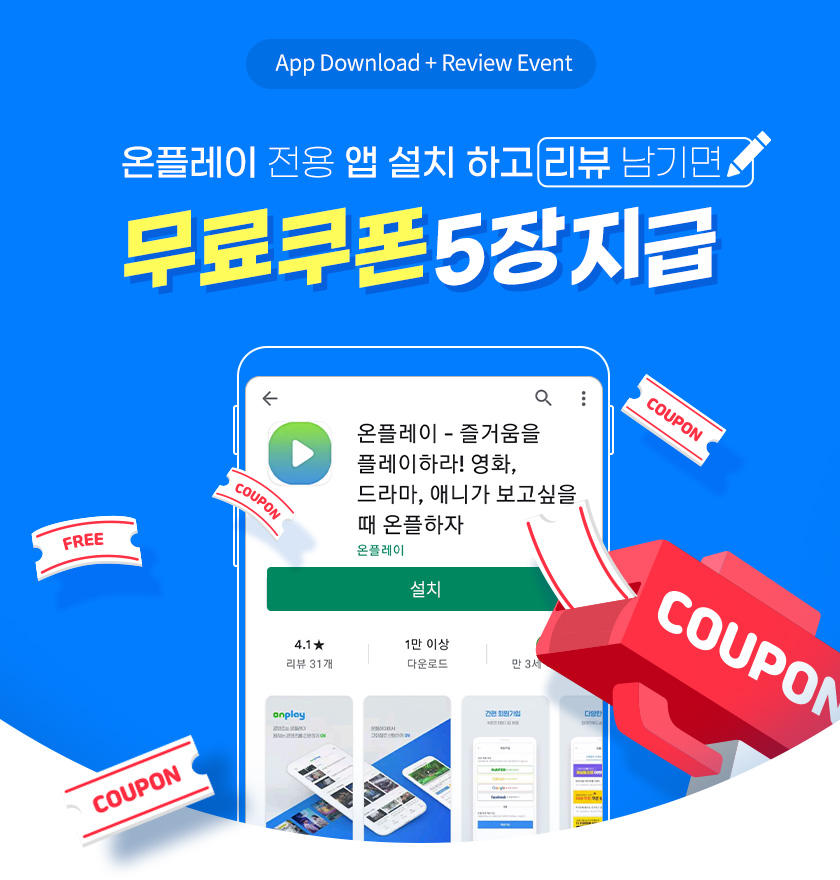 App Download + Review Event
온플레이 전용 앱 설치 하고 리뷰 남기면
무료쿠폰 5장 지급
온플레이 - 즐거움을
플레이하라! 영화,
드라마, 애니가 보고싶을
때 온플하자
온플레이
설치
4.1★ 1만 이상
리뷰 31개 다운로드 만 3세
COUPON
COUPON
FREE
COUPON
COUPON
onplay
간편 회원가입
다양한